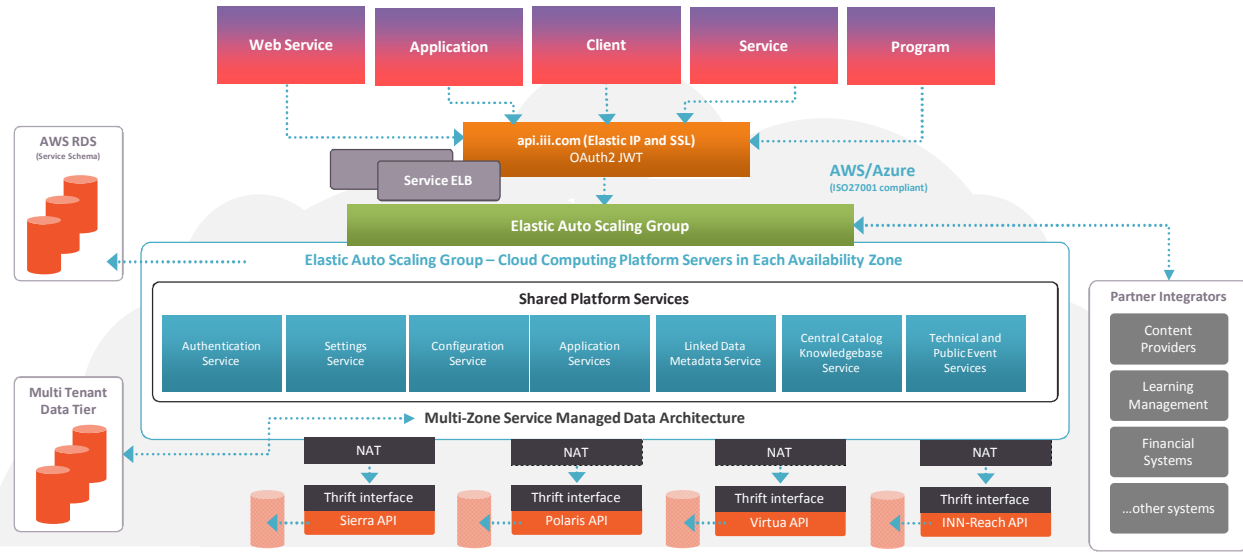 Web Service
Application
Client
Service
Program
api.iii.com (Elastic IP and SSL)
OAuth2 JWT
Service ELB
AWS RDS
(Service Schema)
AWS/Azure
(ISO27001 compliant)
Elastic Auto Scaling Group
Elastic Auto Scaling Group – Cloud Computing Platform Servers in Each Availability Zone
Shared Platform Services
Authentication
Service
Settings
Service
Configuration
Service
Application
Services
Linked Data
Metadata Service
Central Catalog
Knowledgebase
Service
Technical and
Public Event
Services
Multi-Zone Service Managed Data Architecture
Multi Tenant
Data Tier
Partner Integrators
Content
Providers
Learning
Management
Financial
Systems
...other systems
NAT
NAT
NAT
NAT
Thrift interface
Thrift interface
Thrift interface
Thrift interface
Sierra API
Polaris API
Virtua API
INN-Reach API